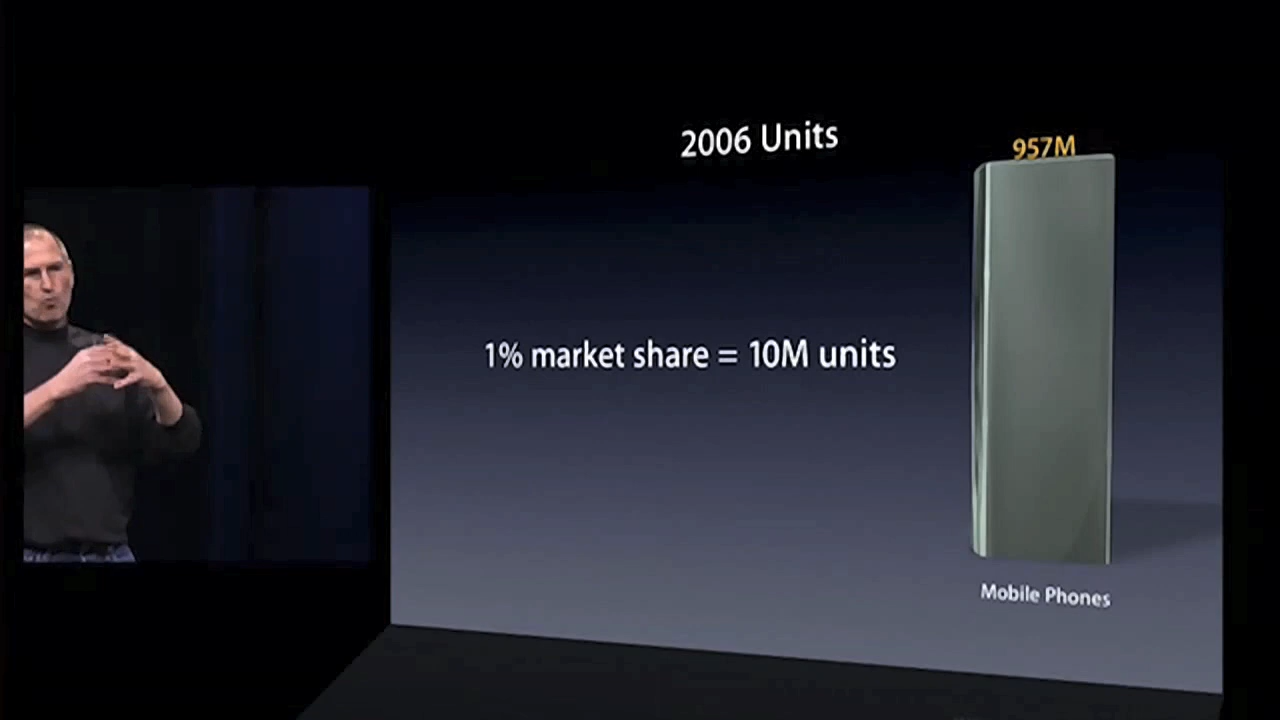 2006 Units
957M
1% market share = 10M units
Mobile Phones